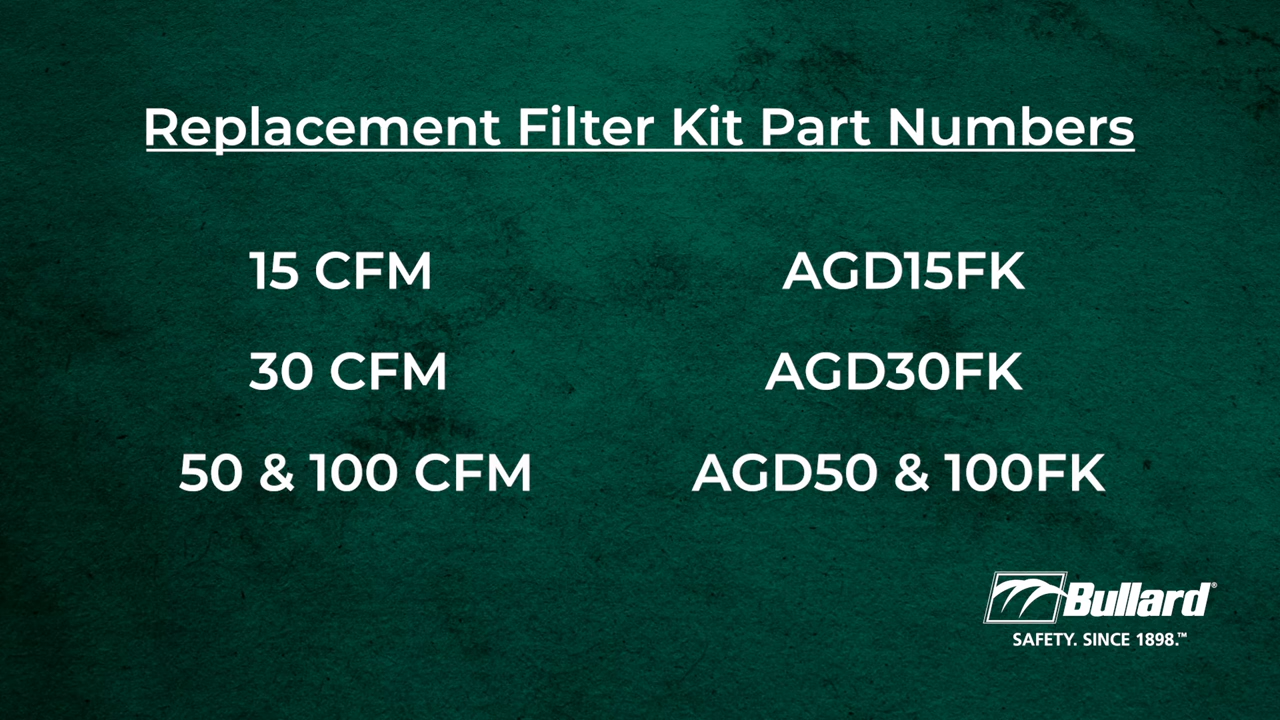 Replacement Filter Kit Part Numbers
15 CFM AGD15FK
30 CFM AGD30FK
50 & 100 CFM AGD50 & 100FK
Bullard®
SAFETY. SINCE 1898.™